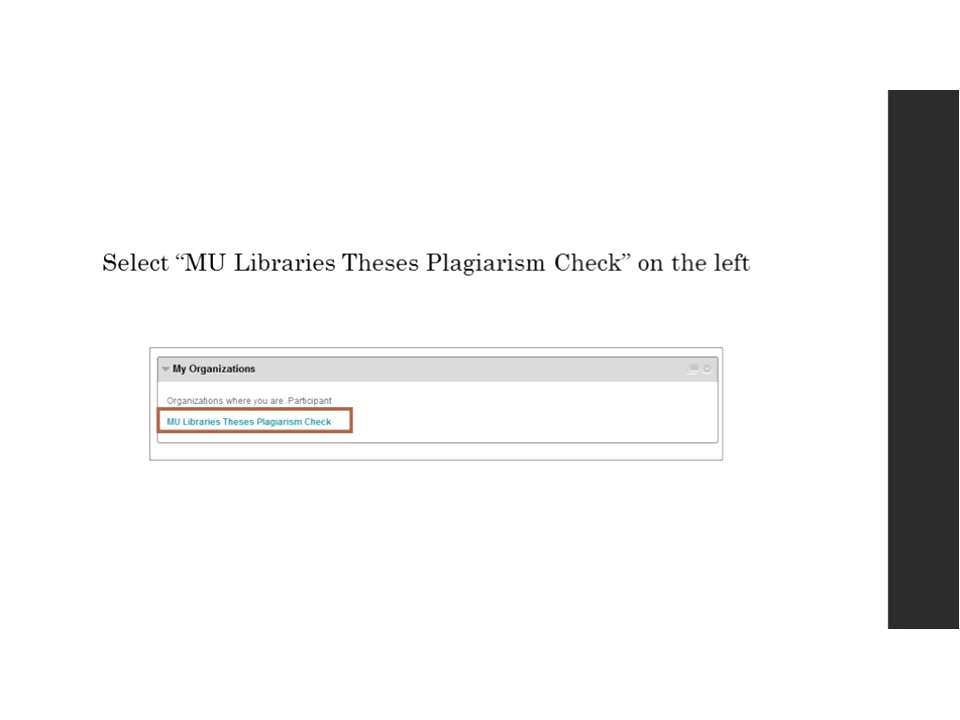 Select “MU Libraries Theses Plagiarism Check” on the left
My Organizations
Organizations where you are: Participant
MU Libraries Theses Plagiarism Check